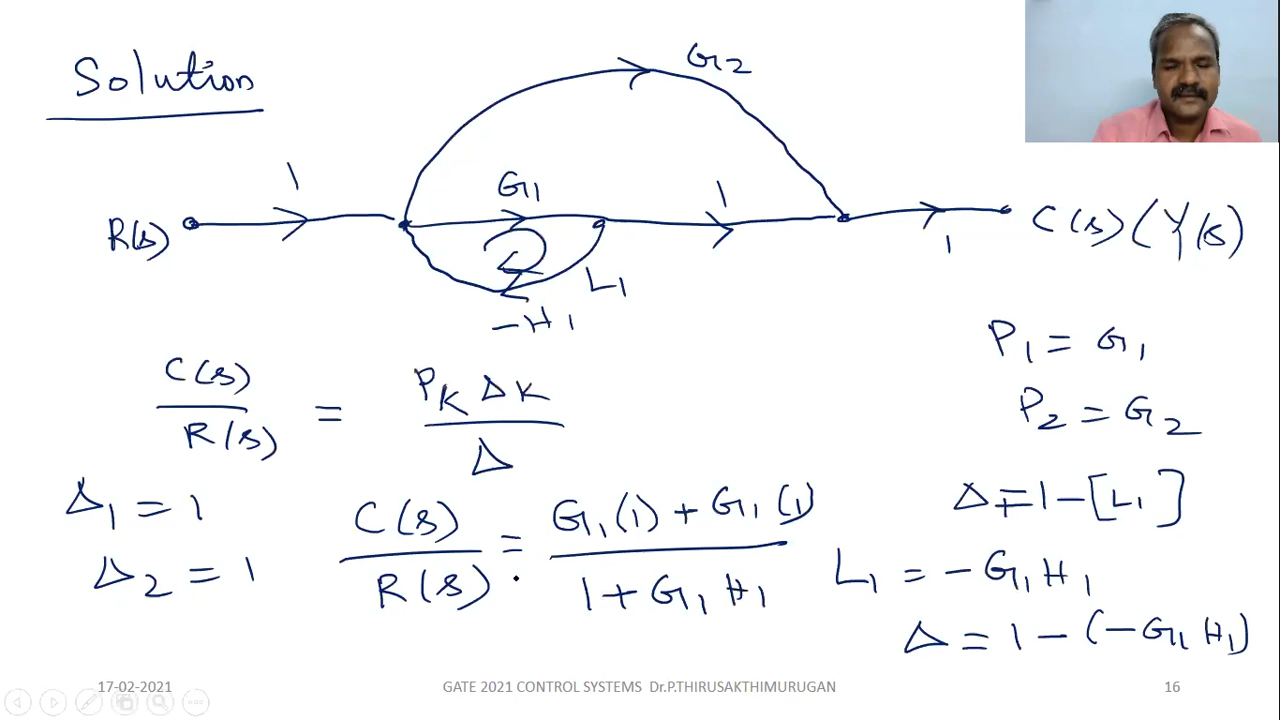 Solution
G2
1
G1
1
R(s)
C(s) (Y(s)
1
L1
-H1
P1 = G1
C(s) / R(s) = PK ΔK / Δ
P2 = G2
Δ1 = 1
Δ = 1 - [L1]
C(s) / R(s) = G1(1) + G1(1) / 1 + G1 H1
Δ2 = 1
L1 = - G1 H1
Δ = 1 - (-G1 H1)
17-02-2021
GATE 2021 CONTROL SYSTEMS Dr.P.THIRUSAKTHIMURUGAN
16